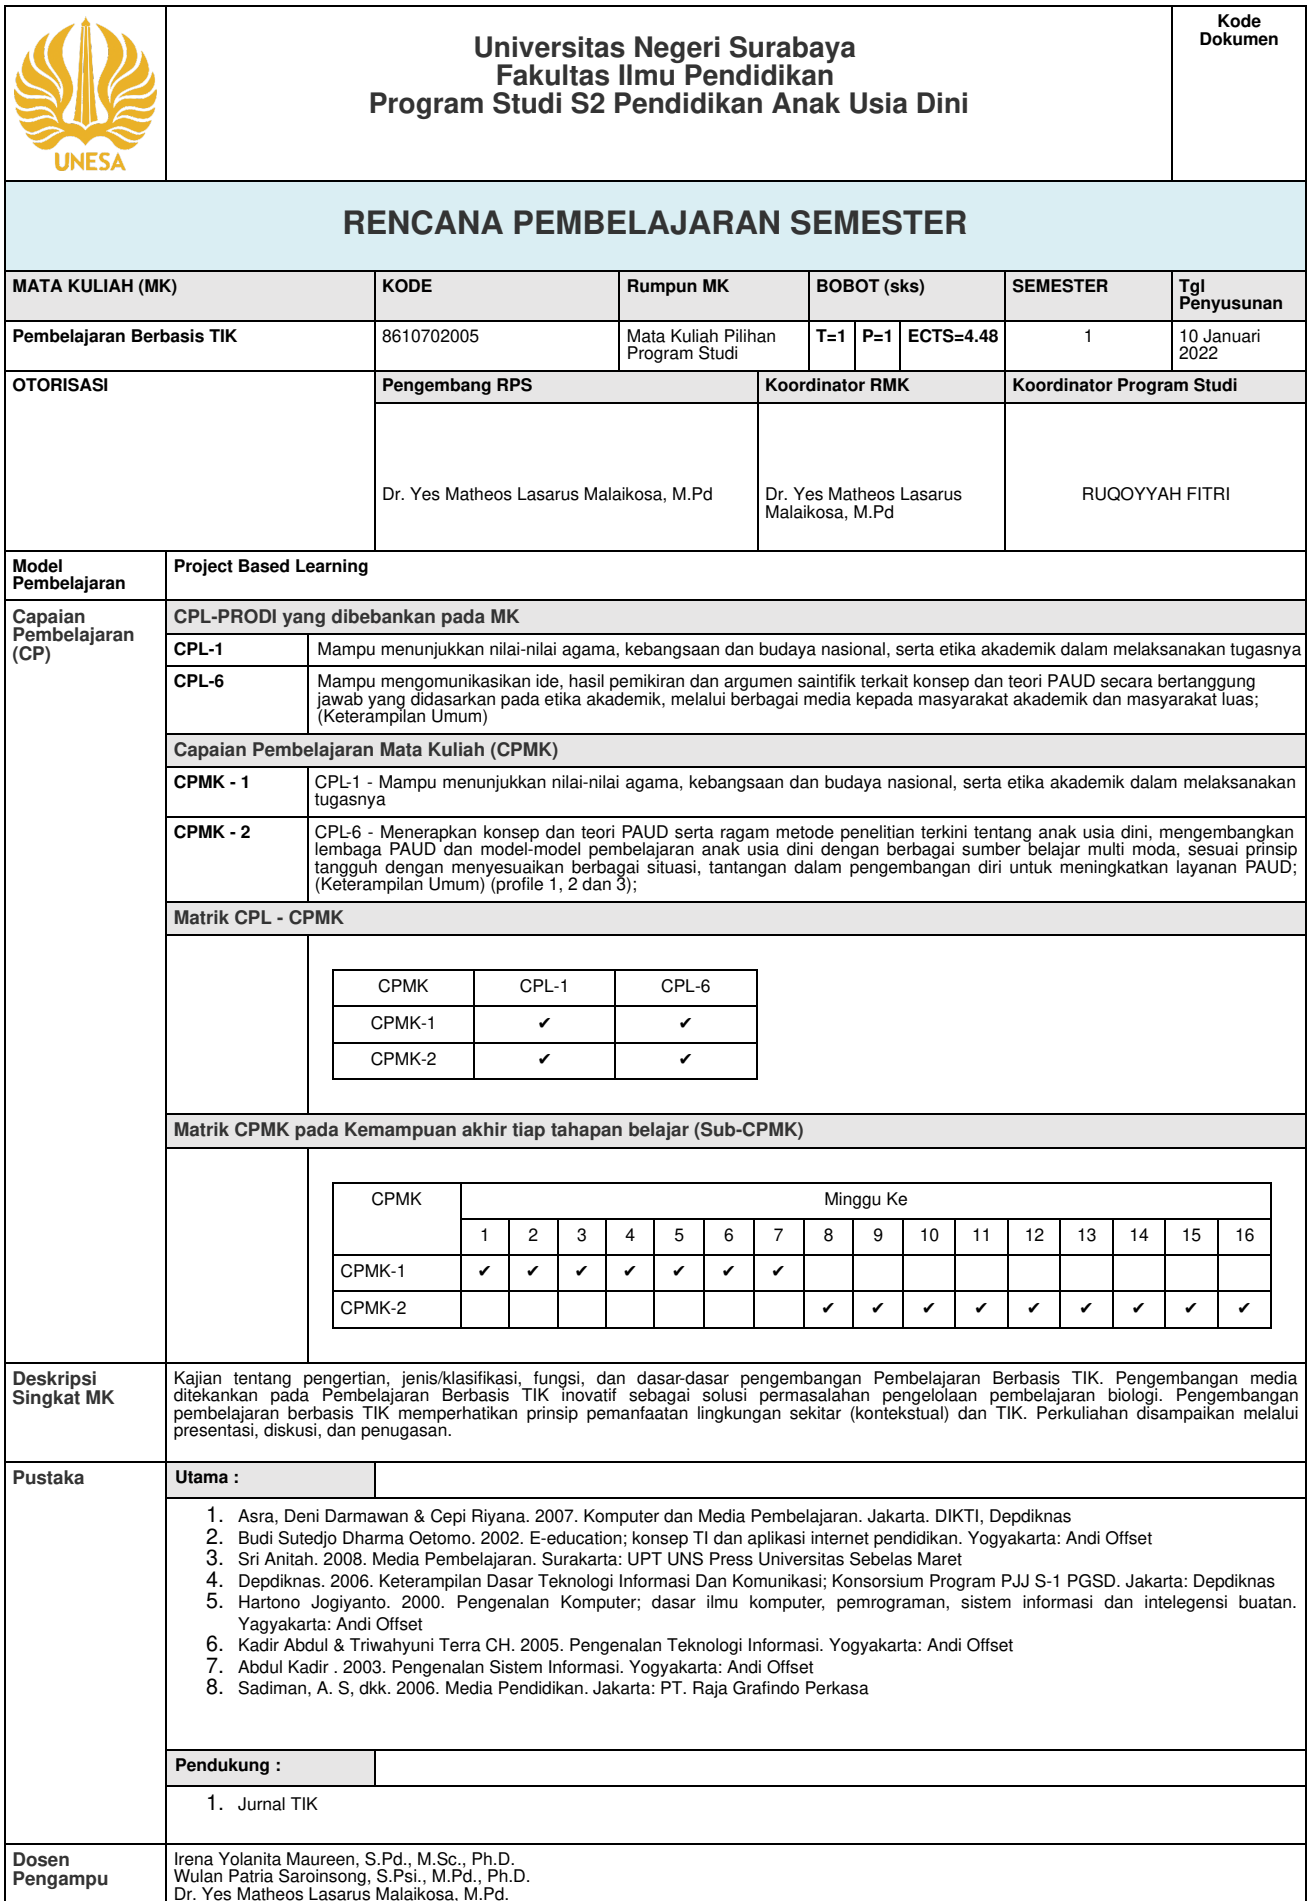 UNESA
Universitas Negeri Surabaya
Fakultas Ilmu Pendidikan
Program Studi S2 Pendidikan Anak Usia Dini
Kode
Dokumen
RENCANA PEMBELAJARAN SEMESTER
MATA KULIAH (MK) KODE Rumpun MK BOBOT (sks) SEMESTER Tgl
Penyusunan
Pembelajaran Berbasis TIK 8610702005 Mata Kuliah Pilihan
Program Studi T=1 P=1 ECTS=4.48 1 10 Januari
2022
OTORISASI Pengembang RPS Koordinator RMK Koordinator Program Studi
Dr. Yes Matheos Lasarus Malaikosa, M.Pd Dr. Yes Matheos Lasarus
Malaikosa, M.Pd RUQOYYAH FITRI
Model
Pembelajaran Project Based Learning
Capaian
Pembelajaran
(CP)
CPL-PRODI yang dibebankan pada MK
CPL-1 Mampu menunjukkan nilai-nilai agama, kebangsaan dan budaya nasional, serta etika akademik dalam melaksanakan tugasnya
CPL-6 Mampu mengomunikasikan ide, hasil pemikiran dan argumen saintifik terkait konsep dan teori PAUD secara bertanggung
jawab yang didasarkan pada etika akademik, melalui berbagai media kepada masyarakat akademik dan masyarakat luas;
(Keterampilan Umum)
Capaian Pembelajaran Mata Kuliah (CPMK)
CPMK - 1 CPL-1 - Mampu menunjukkan nilai-nilai agama, kebangsaan dan budaya nasional, serta etika akademik dalam melaksanakan
tugasnya
CPMK - 2 CPL-6 - Menerapkan konsep dan teori PAUD serta ragam metode penelitian terkini tentang anak usia dini, mengembangkan
lembaga PAUD dan model-model pembelajaran anak usia dini dengan berbagai sumber belajar multi moda, sesuai prinsip
tangguh dengan menyesuaikan berbagai situasi, tantangan dalam pengembangan diri untuk meningkatkan layanan PAUD;
(Keterampilan Umum) (profile 1, 2 dan 3);
Matrik CPL - CPMK
CPMK CPL-1 CPL-6
CPMK-1 ✔ ✔
CPMK-2 ✔ ✔
Matrik CPMK pada Kemampuan akhir tiap tahapan belajar (Sub-CPMK)
CPMK Minggu Ke
1 2 3 4 5 6 7 8 9 10 11 12 13 14 15 16
CPMK-1 ✔ ✔ ✔ ✔ ✔ ✔ ✔
CPMK-2 ✔ ✔ ✔ ✔ ✔ ✔ ✔ ✔ ✔
Deskripsi
Singkat MK
Kajian tentang pengertian, jenis/klasifikasi, fungsi, dan dasar-dasar pengembangan Pembelajaran Berbasis TIK. Pengembangan media
ditekankan pada Pembelajaran Berbasis TIK inovatif sebagai solusi permasalahan pengelolaan pembelajaran biologi. Pengembangan
pembelajaran berbasis TIK memperhatikan prinsip pemanfaatan lingkungan sekitar (kontekstual) dan TIK. Perkuliahan disampaikan melalui
presentasi, diskusi, dan penugasan.
Pustaka Utama :
1. Asra, Deni Darmawan & Cepi Riyana. 2007. Komputer dan Media Pembelajaran. Jakarta. DIKTI, Depdiknas
2. Budi Sutedjo Dharma Oetomo. 2002. E-education; konsep TI dan aplikasi internet pendidikan. Yogyakarta: Andi Offset
3. Sri Anitah. 2008. Media Pembelajaran. Surakarta: UPT UNS Press Universitas Sebelas Maret
4. Depdiknas. 2006. Keterampilan Dasar Teknologi Informasi Dan Komunikasi; Konsorsium Program PJJ S-1 PGSD. Jakarta: Depdiknas
5. Hartono Jogiyanto. 2000. Pengenalan Komputer; dasar ilmu komputer, pemrograman, sistem informasi dan intelegensi buatan.
Yagyakarta: Andi Offset
6. Kadir Abdul & Triwahyuni Terra CH. 2005. Pengenalan Teknologi Informasi. Yogyakarta: Andi Offset
7. Abdul Kadir . 2003. Pengenalan Sistem Informasi. Yogyakarta: Andi Offset
8. Sadiman, A. S, dkk. 2006. Media Pendidikan. Jakarta: PT. Raja Grafindo Perkasa
Pendukung :
1. Jurnal TIK
Dosen
Pengampu
Irena Yolanita Maureen, S.Pd., M.Sc., Ph.D.
Wulan Patria Saroinsong, S.Psi., M.Pd., Ph.D.
Dr. Yes Matheos Lasarus Malaikosa, M.Pd.